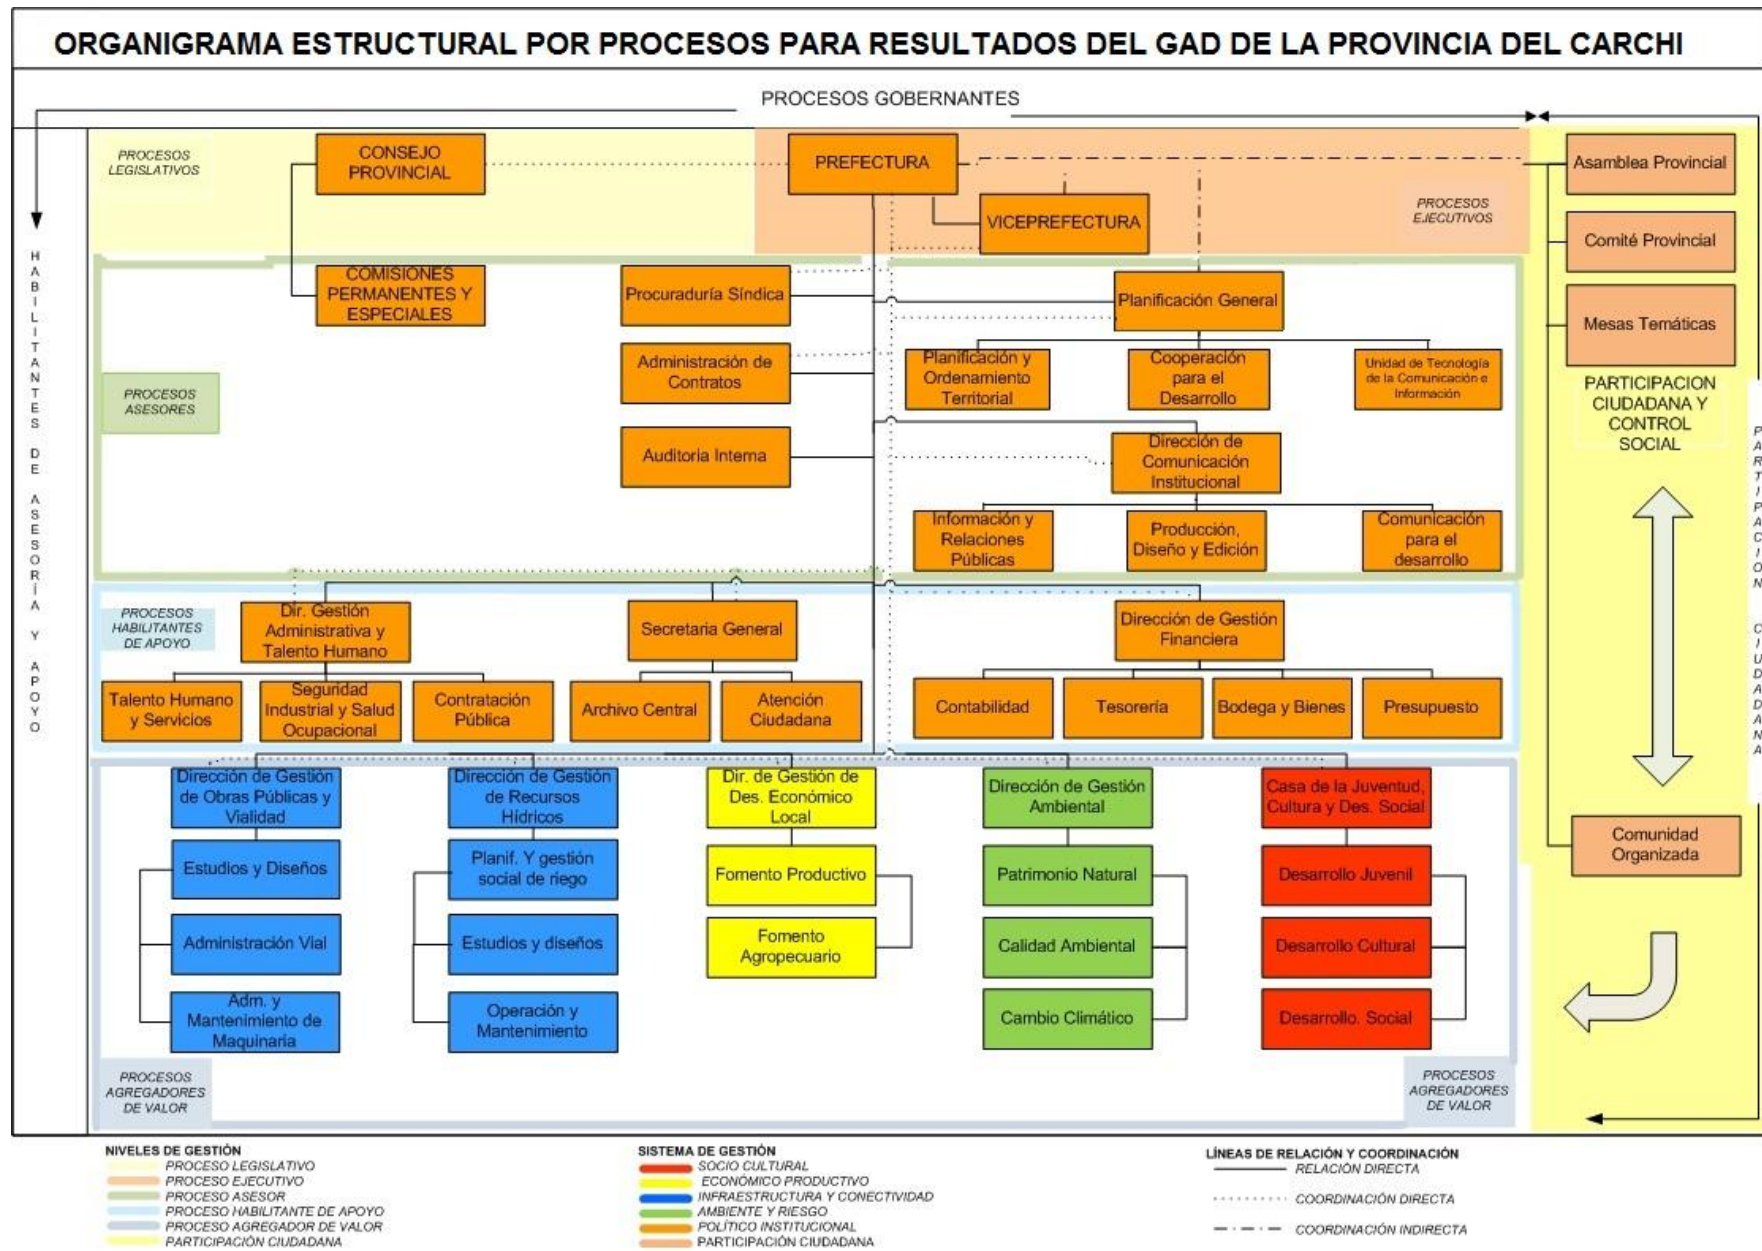 ORGANIGRAMA ESTRUCTURAL POR PROCESOS PARA RESULTADOS DEL GAD DE LA PROVINCIA DEL CARCHI
PROCESOS GOBERNANTES
PROCESOS
LEGISLATIVOS
CONSEJO
PROVINCIAL
PREFECTURA
VICEPREFECTURA
PROCESOS
EJECUTIVOS
Asamblea Provincial
Comité Provincial
Mesas Temáticas
PARTICIPACION
CIUDADANA Y
CONTROL
SOCIAL
Comunidad
Organizada
HABILITANTES DE ASESORÍA Y APOYO
PARTIPACION CIUDADANA
COMISIONES
PERMANENTES Y
ESPECIALES
Procuraduría Síndica
Planificación General
PROCESOS
ASESORES
Administración de
Contratos
Planificación y
Ordenamiento
Territorial
Cooperación
para el
Desarrollo
Unidad de Tecnología
de la Comunicación e
Información
Auditoria Interna
Dirección de
Comunicación
Institucional
Información y
Relaciones
Públicas
Producción,
Diseño y Edición
Comunicación
para el
desarrollo
PROCESOS
HABILITANTES
DE APOYO
Dir. Gestión
Administrativa y
Talento Humano
Secretaria General
Dirección de Gestión
Financiera
Talento Humano
y Servicios
Seguridad
Industrial y Salud
Ocupacional
Contratación
Pública
Archivo Central
Atención
Ciudadana
Contabilidad
Tesorería
Bodega y Bienes
Presupuesto
Dirección de Gestión
de Obras Públicas y
Vialidad
Dirección de Gestión
de Recursos
Hídricos
Dir. de Gestión de
Des. Económico
Local
Dirección de Gestión
Ambiental
Casa de la Juventud,
Cultura y Des. Social
Estudios y Diseños
Planif. Y gestión
social de riego
Fomento Productivo
Patrimonio Natural
Desarrollo Juvenil
Administración Vial
Estudios y diseños
Fomento
Agropecuario
Calidad Ambiental
Desarrollo Cultural
Adm. y
Mantenimiento de
Maquinaria
Operación y
Mantenimiento
Cambio Climático
Desarrollo. Social
PROCESOS
AGREGADORES
DE VALOR
PROCESOS
AGREGADORES
DE VALOR
NIVELES DE GESTIÓN
PROCESO LEGISLATIVO
PROCESO EJECUTIVO
PROCESO ASESOR
PROCESO HABILITANTE DE APOYO
PROCESO AGREGADOR DE VALOR
PARTICIPACIÓN CIUDADANA
SISTEMA DE GESTIÓN
SOCIO CULTURAL
ECONÓMICO PRODUCTIVO
INFRAESTRUCTURA Y CONECTIVIDAD
AMBIENTE Y RIESGO
POLÍTICO INSTITUCIONAL
PARTICIPACIÓN CIUDADANA
LÍNEAS DE RELACIÓN Y COORDINACIÓN
RELACIÓN DIRECTA
COORDINACIÓN DIRECTA
COORDINACIÓN INDIRECTA